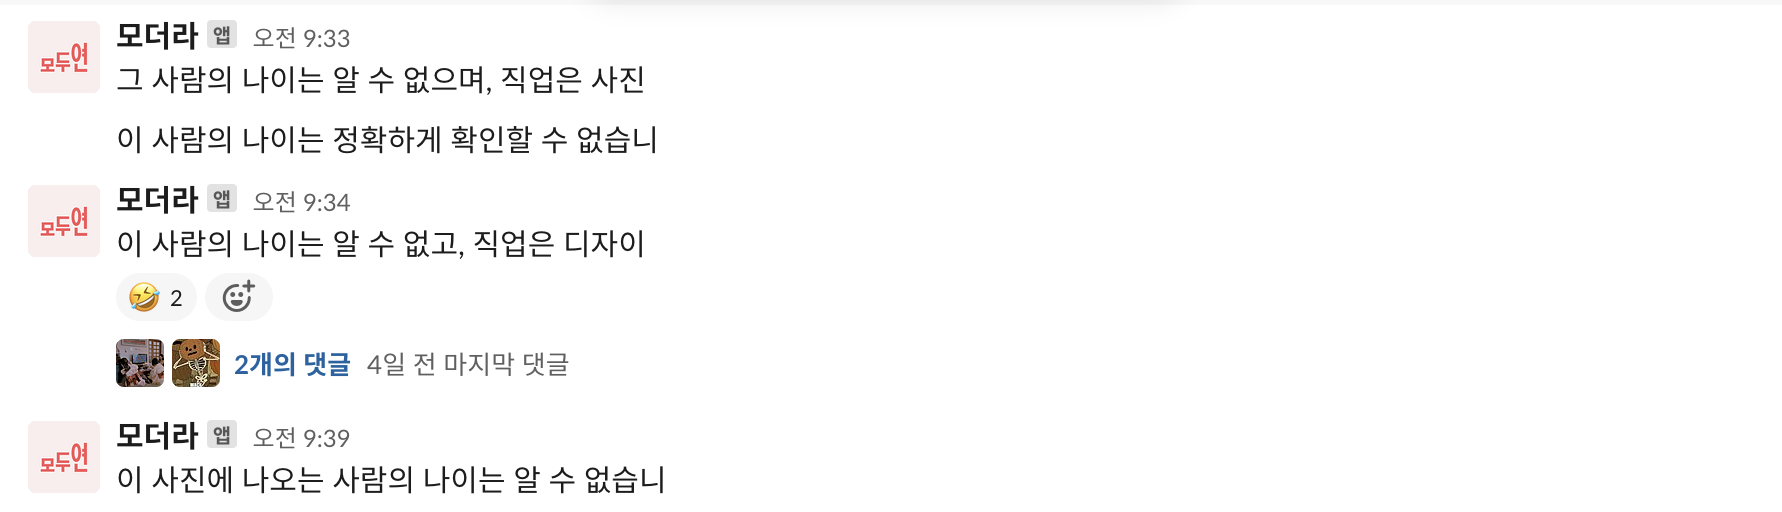 모두연
모더라 앱 오전 9:33
그 사람의 나이는 알 수 없으며, 직업은 사진
이 사람의 나이는 정확하게 확인할 수 없습니
모두연
모더라 앱 오전 9:34
이 사람의 나이는 알 수 없고, 직업은 디자이
2
2개의 댓글 4일 전 마지막 댓글
모두연
모더라 앱 오전 9:39
이 사진에 나오는 사람의 나이는 알 수 없습니